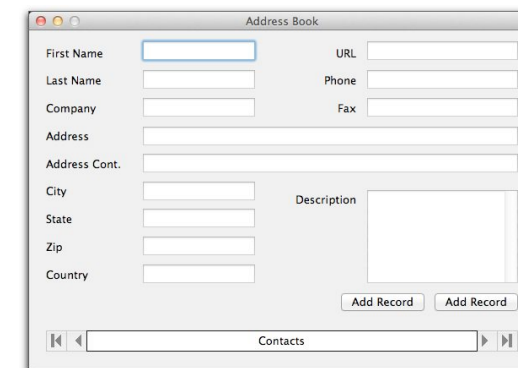 Address Book
First Name
URL
Last Name
Phone
Company
Fax
Address
Address Cont.
City
Description
State
Zip
Country
Add Record
Add Record
Contacts